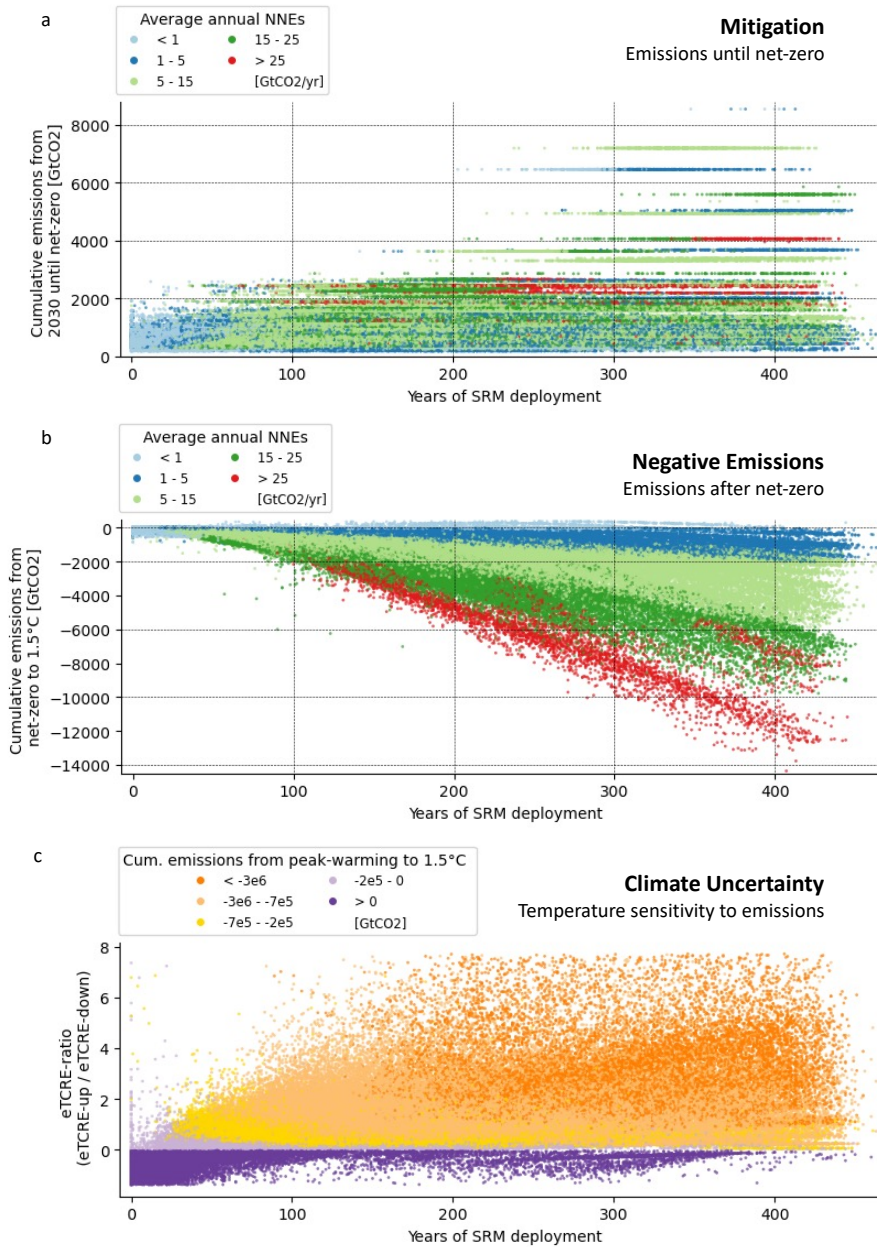 a
Average annual NNEs
< 1
15 - 25
1 - 5
> 25
5 - 15
[GtCO2/yr]
Mitigation
Emissions until net-zero
Cumulative emissions from
2030 until net-zero [GtCO2]
8000
6000
4000
2000
0
0 100 200 300 400
Years of SRM deployment
b
Average annual NNEs
< 1
15 - 25
1 - 5
> 25
5 - 15
[GtCO2/yr]
Negative Emissions
Emissions after net-zero
Cumulative emissions from
net-zero to 1.5°C [GtCO2]
0
−2000
−4000
−6000
−8000
−10000
−12000
−14000
0 100 200 300 400
Years of SRM deployment
c
Cum. emissions from peak-warming to 1.5°C
< -3e6
-2e5 - 0
-3e6 - -7e5
> 0
-7e5 - -2e5
[GtCO2]
Climate Uncertainty
Temperature sensitivity to emissions
eTCRE-ratio
(eTCRE-up / eTCRE-down)
8
6
4
2
0
0 100 200 300 400
Years of SRM deployment